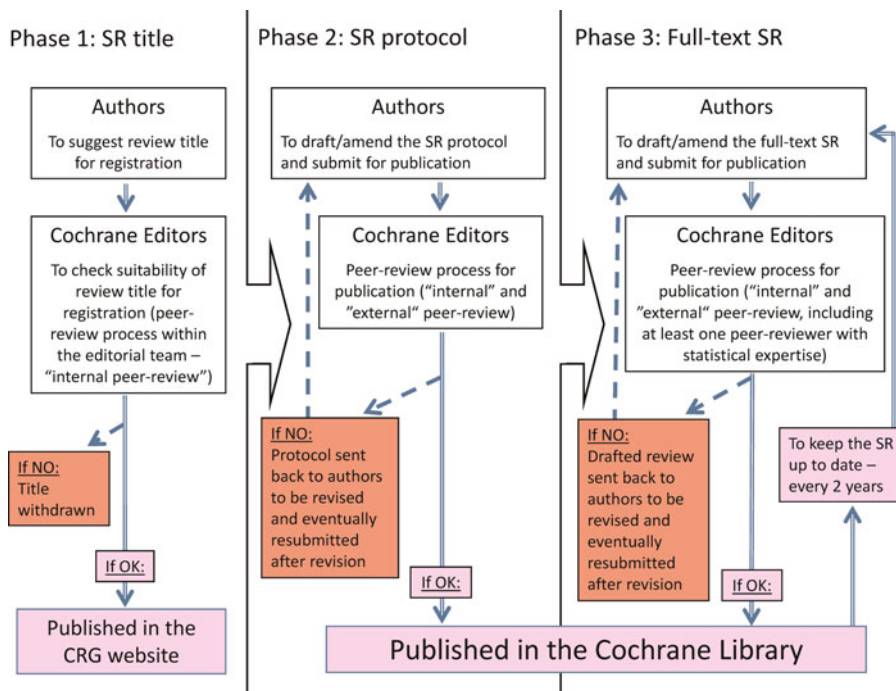 Phase 1: SR title
Authors
To suggest review title
for registration
Cochrane Editors
To check suitability of
review title for
registration (peer-
review process within
the editorial team –
“internal peer-review”)
If NO:
Title
withdrawn
If OK:
Published in the
CRG website
Phase 2: SR protocol
Authors
To draft/amend the SR protocol
and submit for publication
Cochrane Editors
Peer-review process for
publication (“internal” and
”external“ peer-review)
If NO:
Protocol sent
back to authors
to be revised
and eventually
resubmitted
after revision
If OK:
Phase 3: Full-text SR
Authors
To draft/amend the full-text SR
and submit for publication
Cochrane Editors
Peer-review process for
publication (“internal” and
”external“ peer-review, including
at least one peer-reviewer with
statistical expertise)
If NO:
Drafted review
sent back to
authors to be
revised and
eventually
resubmitted
after revision
If OK:
To keep the SR
up to date –
every 2 years
Published in the Cochrane Library